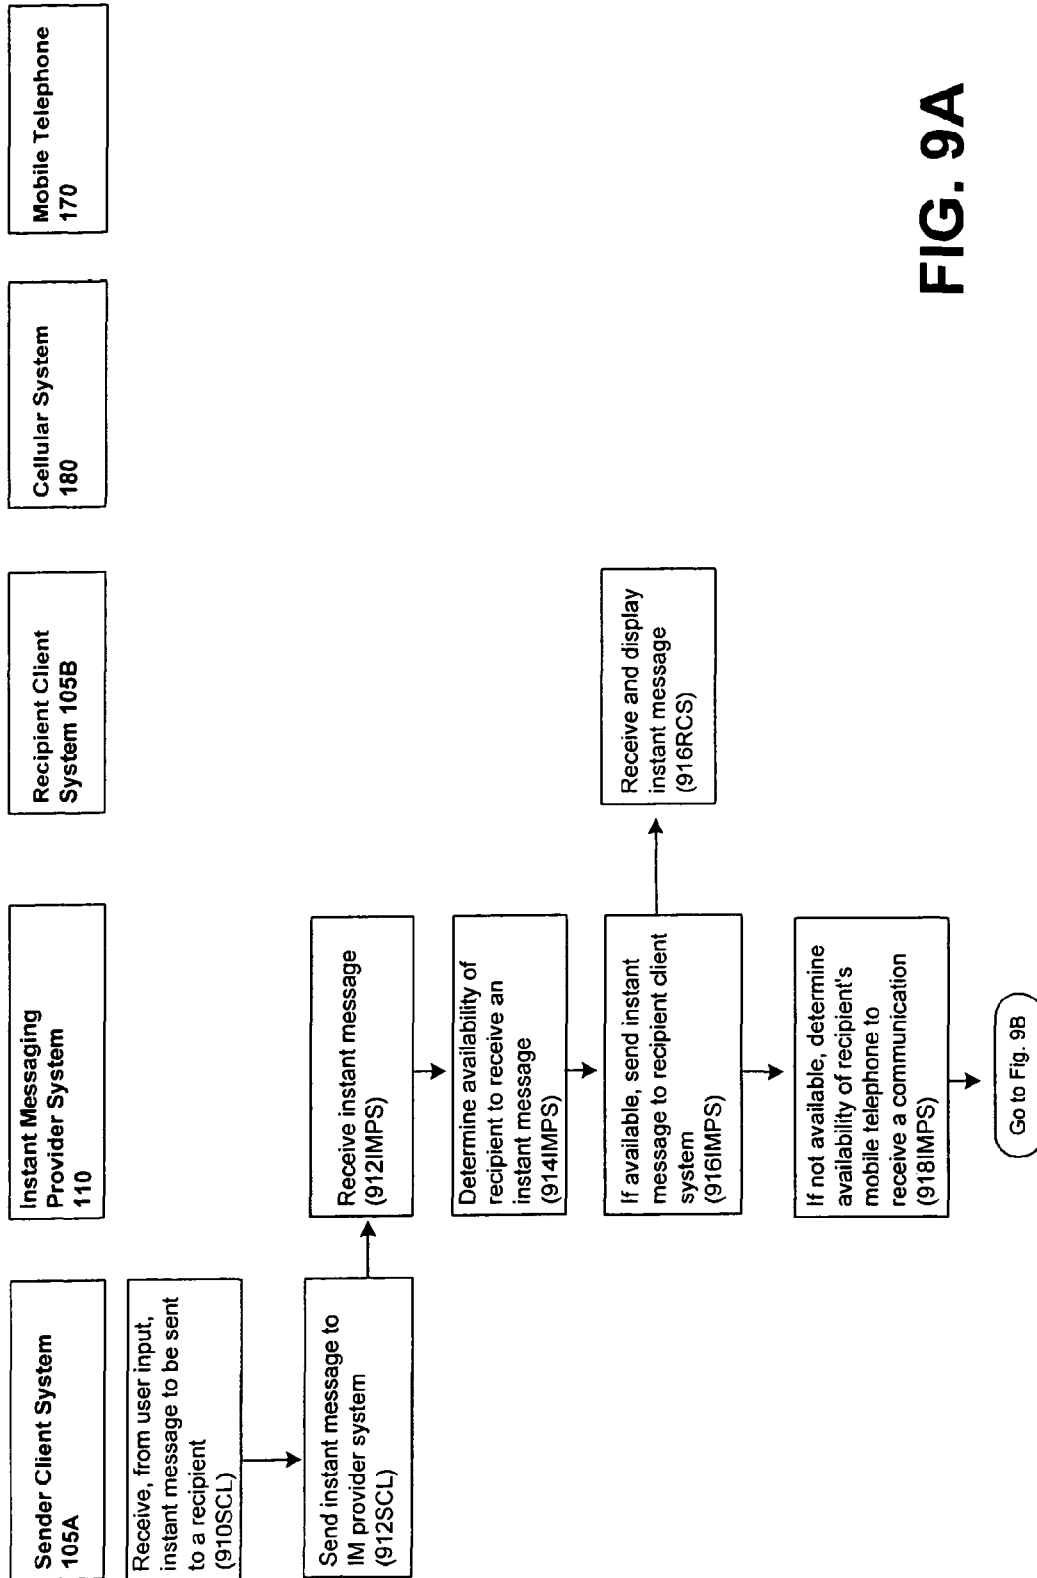 Sender Client System
105A
Instant Messaging
Provider System
110
Recipient Client
System 105B
Cellular System
180
Mobile Telephone
170
Receive, from user input,
instant message to be sent
to a recipient
(910SCL)
Send instant message to
IM provider system
(912SCL)
Receive instant message
(912IMPS)
Determine availability of
recipient to receive an
instant message
(914IMPS)
If available, send instant
message to recipient client
system
(916IMPS)
Receive and display
instant message
(916RCS)
If not available, determine
availability of recipient's
mobile telephone to
receive a communication
(918IMPS)
Go to Fig. 9B
FIG. 9A